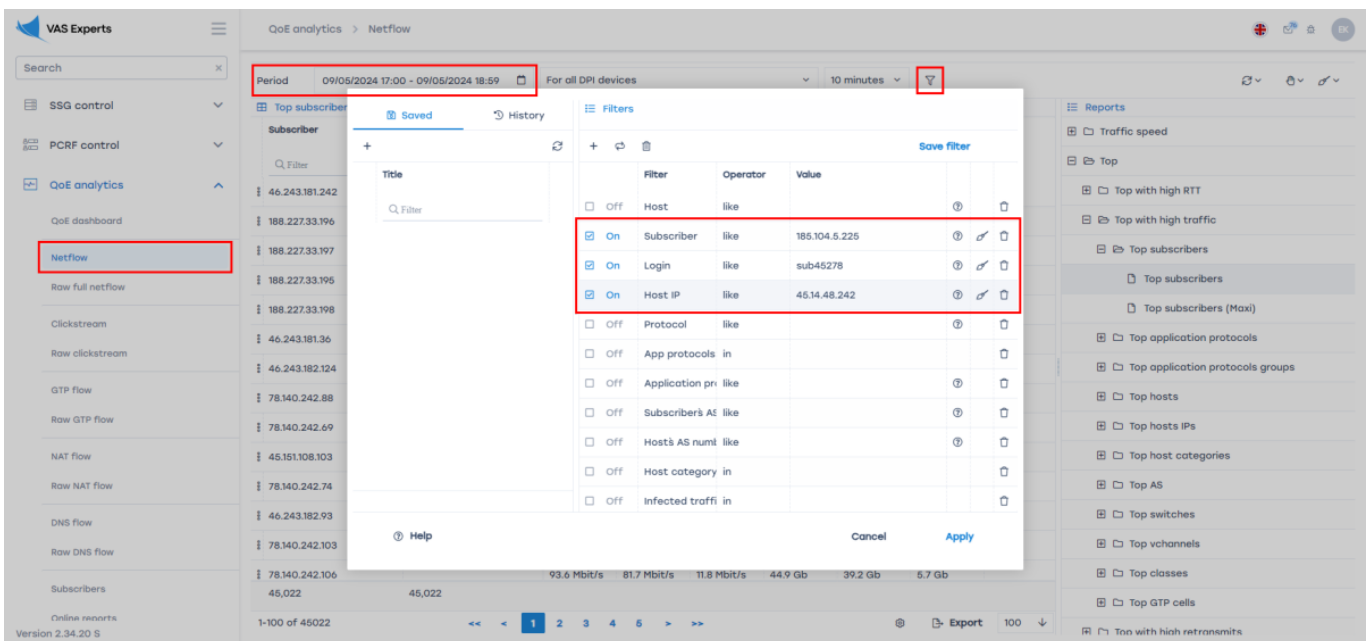 VAS Experts
QoE analytics > Netflow
EK
Search
SSG control
PCRF control
QoE analytics
QoE dashboard
Netflow
Raw full netflow
Clickstream
Raw clickstream
GTP flow
Raw GTP flow
NAT flow
Raw NAT flow
DNS flow
Raw DNS flow
Subscribers
Online reports
Version 2.34.20 S
Period 09/05/2024 17:00 - 09/05/2024 18:59 For all DPI devices 10 minutes
Top subscriber
Subscriber
Filter
46.243.181.242
188.227.33.196
188.227.33.197
188.227.33.195
188.227.33.198
46.243.181.36
46.243.182.124
78.140.242.88
78.140.242.69
45.151.108.103
78.140.242.74
46.243.182.93
78.140.242.103
78.140.242.106 93.6 Mbit/s 81.7 Mbit/s 11.8 Mbit/s 44.9 Gb 39.2 Gb 5.7 Gb
45,022 45,022
1-100 of 45022 << < 1 2 3 4 5 > >> Export 100
Saved History
Title
Filter
Help
Filters
Save filter
Filter Operator Value
Off Host like
On Subscriber like 185.104.5.225
On Login like sub45278
On Host IP like 45.14.48.242
Off Protocol like
Off App protocols in
Off Application pro like
Off Subscriber's AS like
Off Host's AS numb like
Off Host category in
Off Infected traffi in
Cancel Apply
Reports
Traffic speed
Top
Top with high RTT
Top with high traffic
Top subscribers
Top subscribers
Top subscribers (Maxi)
Top application protocols
Top application protocols groups
Top hosts
Top hosts IPs
Top host categories
Top AS
Top switches
Top vchannels
Top classes
Top GTP cells
Top with high retransmits